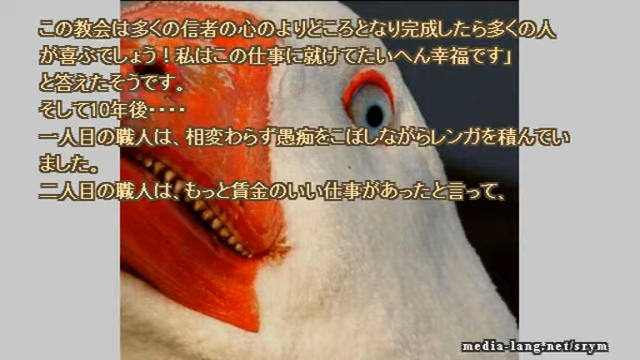 この教会は多くの信者の心のよりどころとなり完成したら多くの人
が喜ぶでしょう！私はこの仕事に就けてたいへん幸福です」
と答えたそうです。
そして10年後・・・・
一人目の職人は、相変わらず愚痴をこぼしながらレンガを積んでい
ました。
二人目の職人は、もっと賃金のいい仕事があったと言って、
media-lang.net/srym